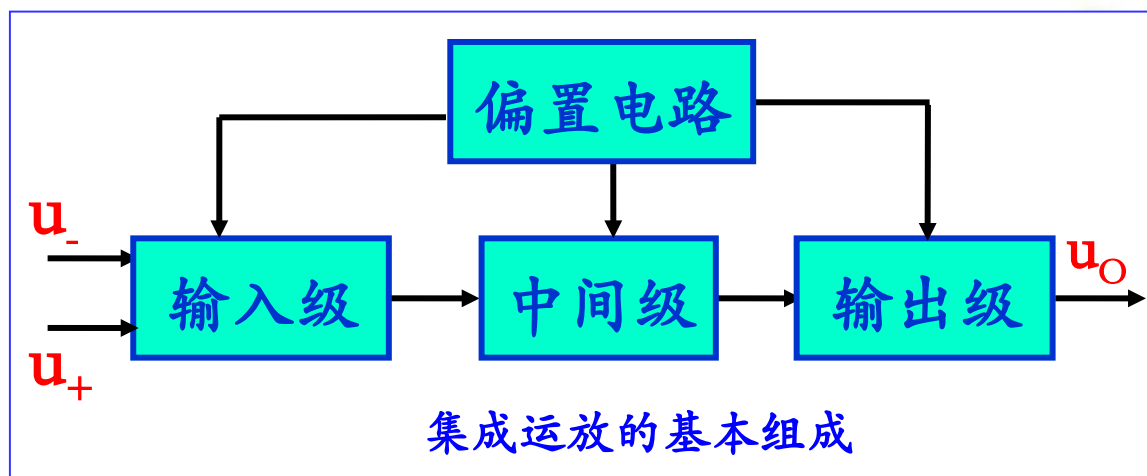 偏置电路
u-
输入级
中间级
输出级
uO
u+
集成运放的基本组成